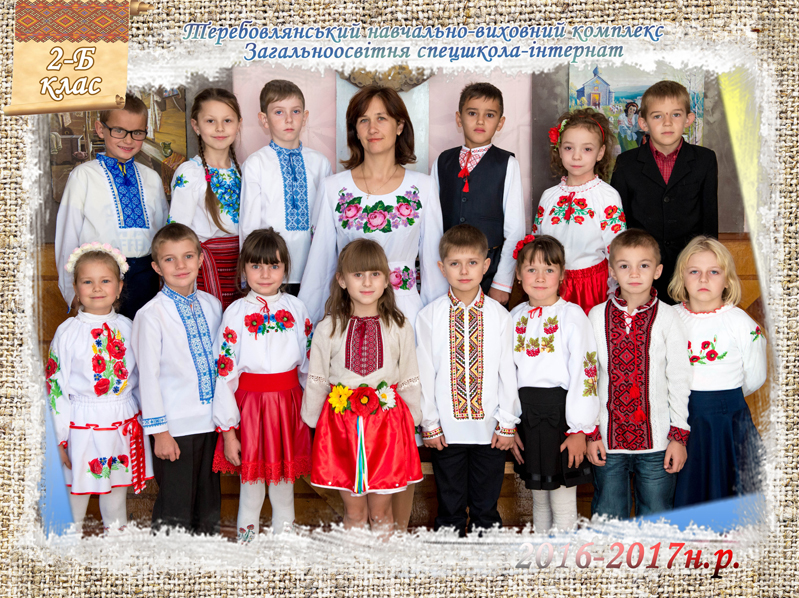 2-Б
клас
Теребовлянський навчально-виховний комплекс
Загальноосвітня спецшкола-інтернат
2016-2017н.р.